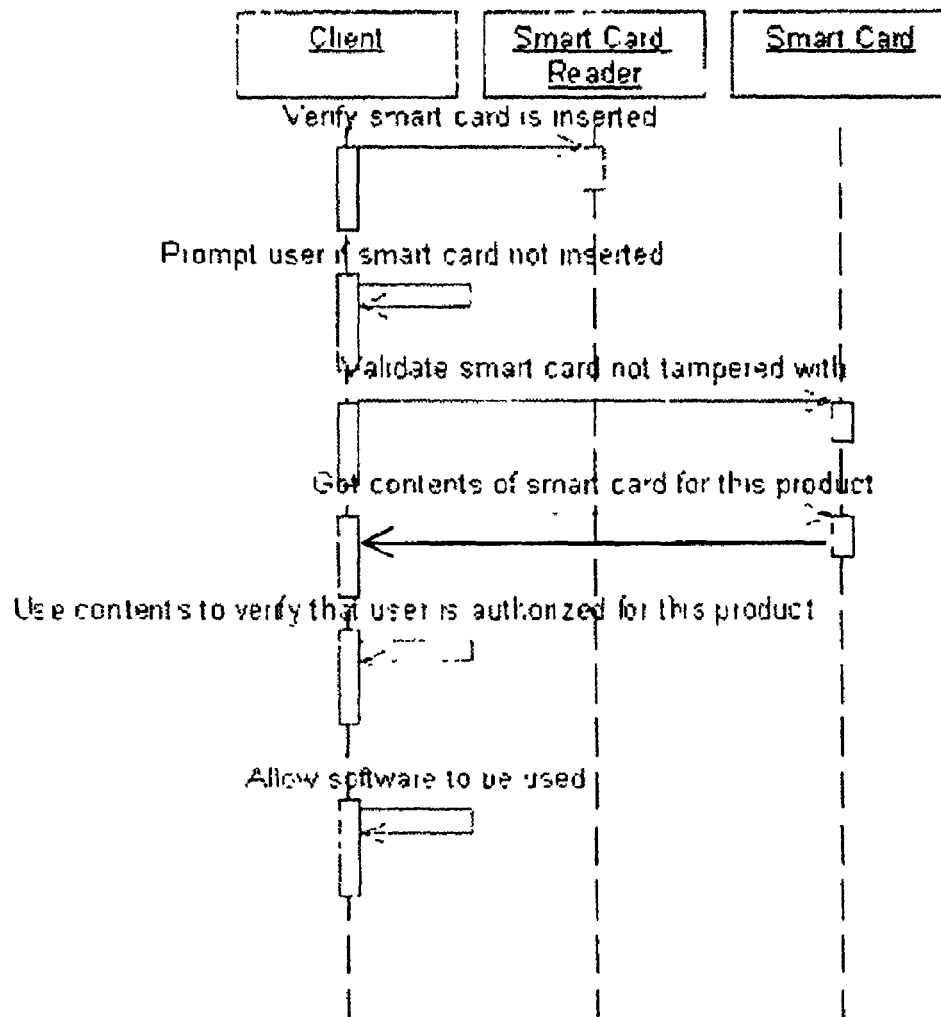 Client
Smart Card
Reader
Smart Card
Verify smart card is inserted
Prompt user if smart card not inserted
Validate smart card not tampered with
Get contents of smart card for this product
Use contents to verify that user is authorized for this product
Allow software to be used